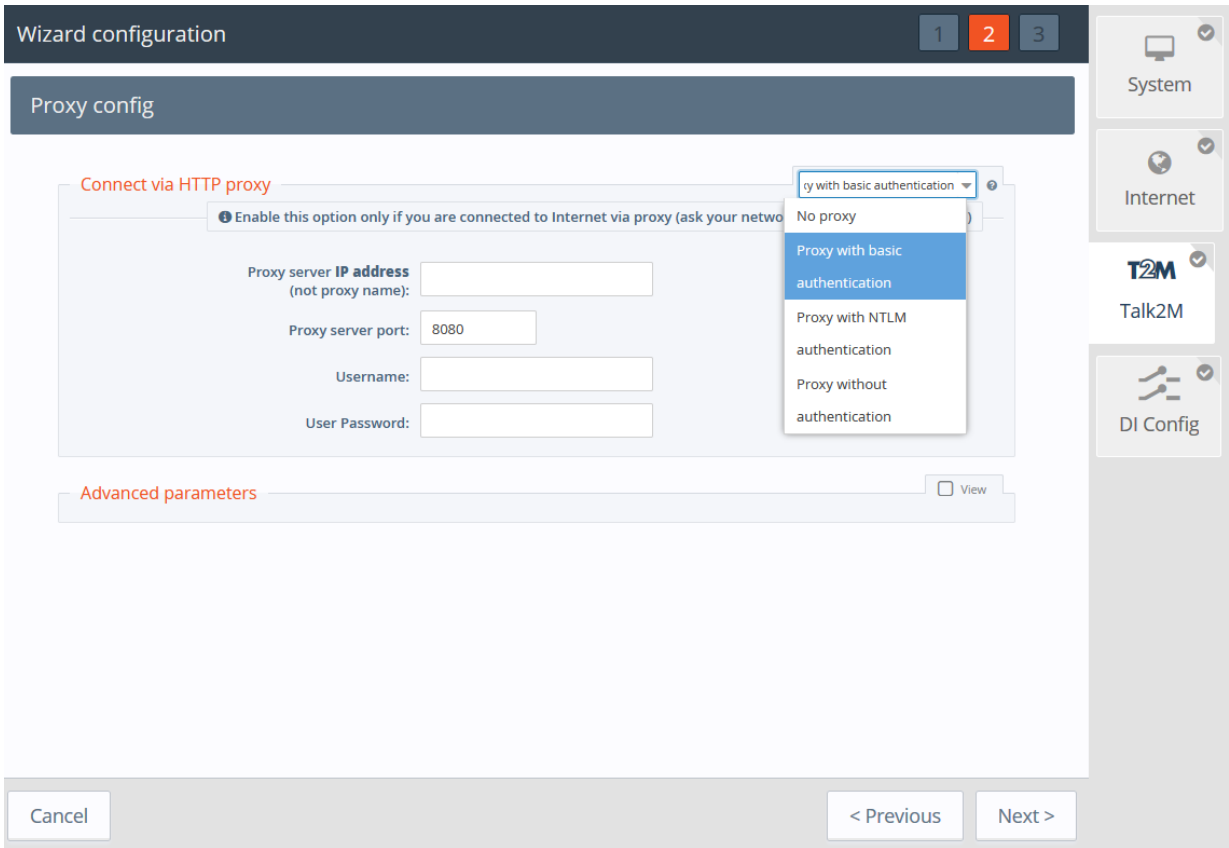 Wizard configuration
1 2 3
Proxy config
Connect via HTTP proxy
y with basic authentication
Enable this option only if you are connected to Internet via proxy (ask your netwo
)
No proxy
Proxy with basic
authentication
Proxy with NTLM
authentication
Proxy without
authentication
Proxy server IP address
(not proxy name):
Proxy server port: 8080
Username:
User Password:
Advanced parameters
View
Cancel
< Previous
Next >
System
Internet
T2M
Talk2M
DI Config